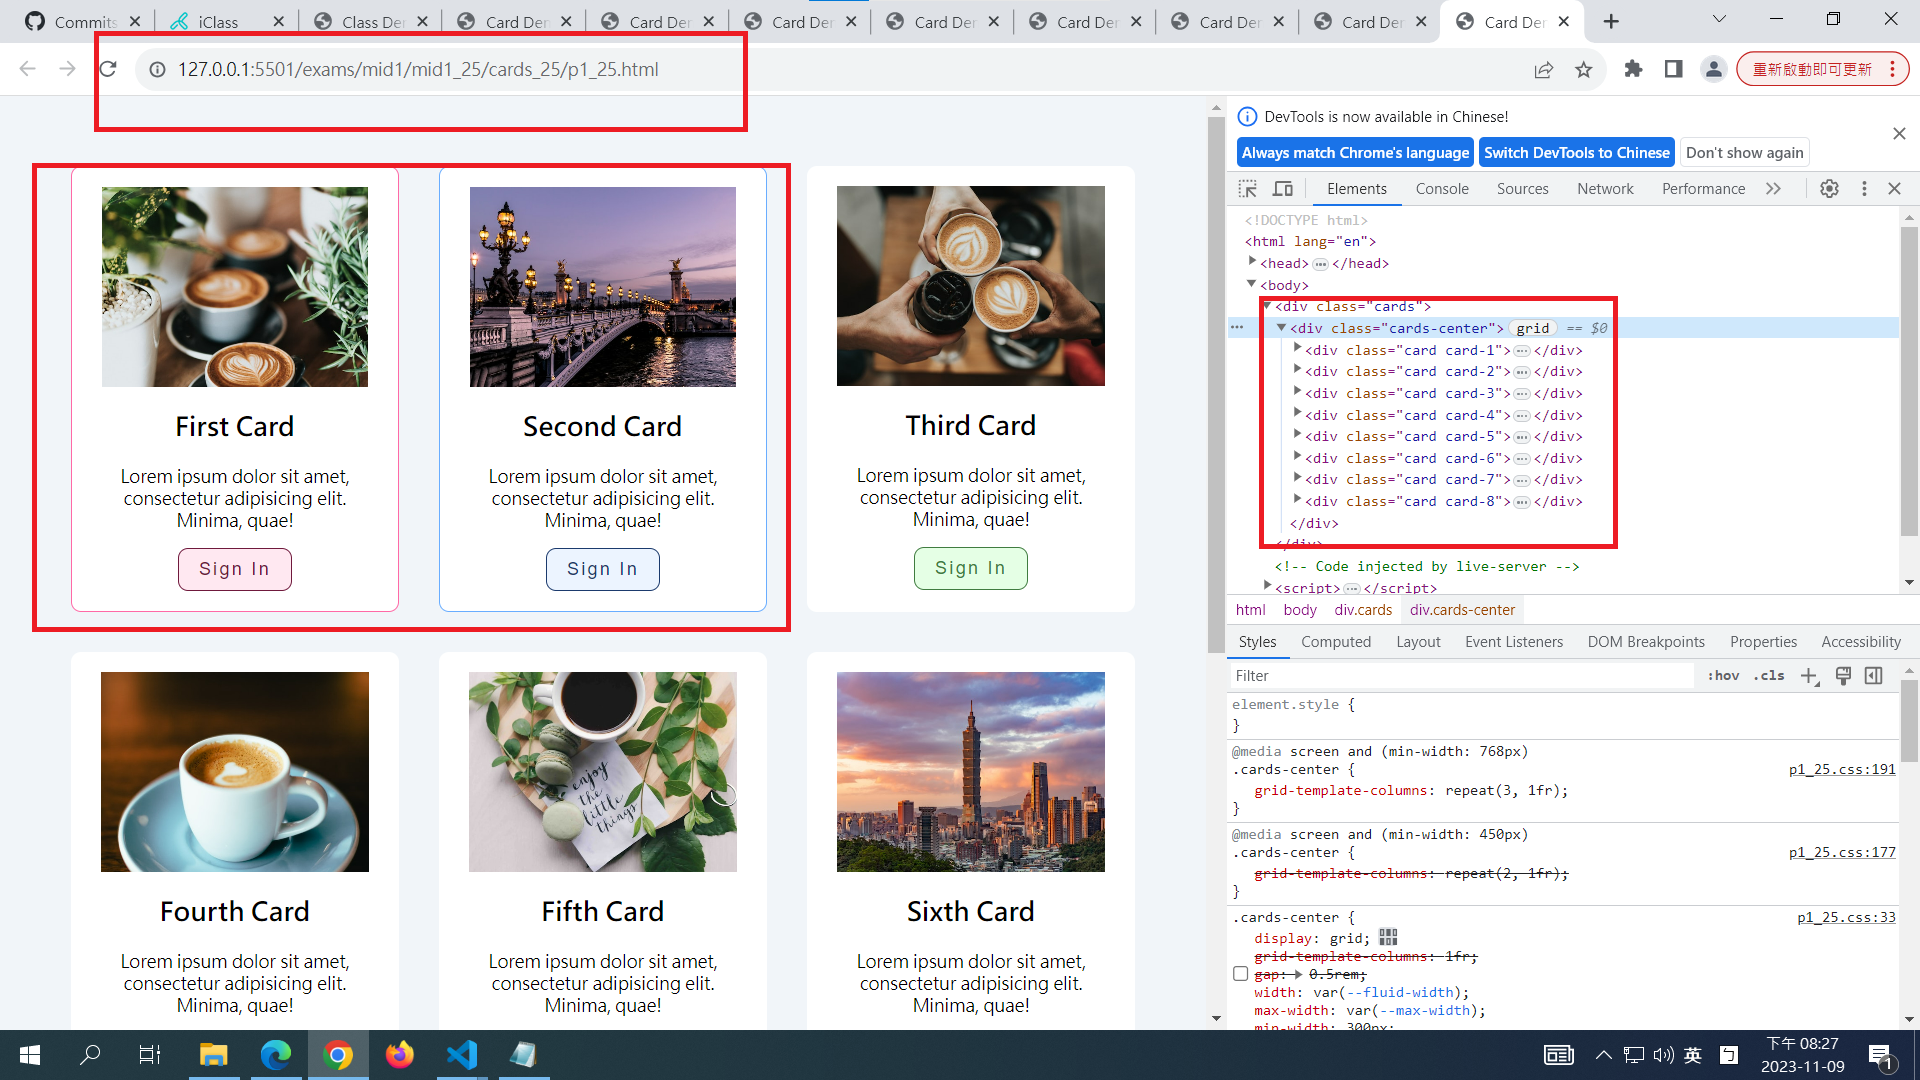 Commits
iClass
Class Der
Card Der
Card Der
Card Der
Card Der
Card Der
Card Der
Card Der
Card Der
127.0.0.1:5501/exams/mid1/mid1_25/cards_25/p1_25.html
重新啟動即可更新
First Card
Lorem ipsum dolor sit amet,
consectetur adipisicing elit.
Minima, quae!
Sign In
Second Card
Lorem ipsum dolor sit amet,
consectetur adipisicing elit.
Minima, quae!
Sign In
Third Card
Lorem ipsum dolor sit amet,
consectetur adipisicing elit.
Minima, quae!
Sign In
Fourth Card
Lorem ipsum dolor sit amet,
consectetur adipisicing elit.
Minima, quae!
enjoy
the
little
things
Fifth Card
Lorem ipsum dolor sit amet,
consectetur adipisicing elit.
Minima, quae!
Sixth Card
Lorem ipsum dolor sit amet,
consectetur adipisicing elit.
Minima, quae!
DevTools is now available in Chinese!
Always match Chrome's language
Switch DevTools to Chinese
Don't show again
Elements
Console
Sources
Network
Performance
<!DOCTYPE html>
<html lang="en">
<head> ••• </head>
<body>
<div class="cards">
<div class="cards-center"> grid == $0
<div class="card card-1"> ••• </div>
<div class="card card-2"> ••• </div>
<div class="card card-3"> ••• </div>
<div class="card card-4"> ••• </div>
<div class="card card-5"> ••• </div>
<div class="card card-6"> ••• </div>
<div class="card card-7"> ••• </div>
<div class="card card-8"> ••• </div>
</div>
</div>
<!-- Code injected by live-server -->
<script> ••• </script>
html body div.cards div.cards-center
Styles
Computed
Layout
Event Listeners
DOM Breakpoints
Properties
Accessibility
Filter
:hov .cls
element.style {
}
@media screen and (min-width: 768px)
.cards-center { p1_25.css:191
grid-template-columns: repeat(3, 1fr);
}
@media screen and (min-width: 450px)
.cards-center { p1_25.css:177
grid-template-columns: repeat(2, 1fr);
}
.cards-center { p1_25.css:33
display: grid;
grid-template-columns: 1fr;
gap: 0.5rem;
width: var(--fluid-width);
max-width: var(--max-width);
min-width: 300px;
英
ㄅ
下午 08:27
2023-11-09
1